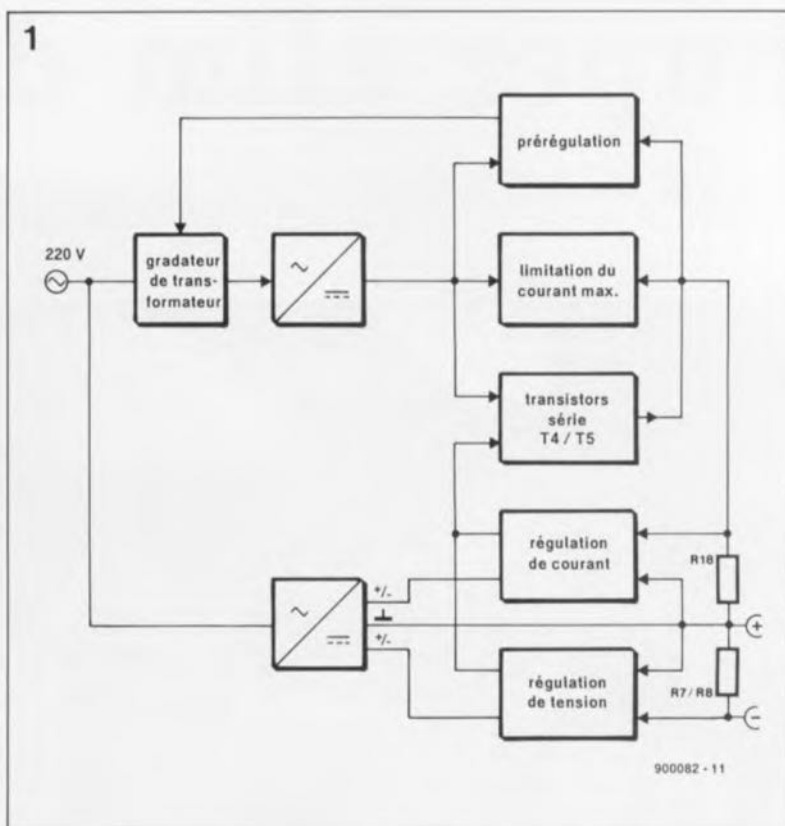 1
prérégulation
220 V
gradateur
de trans-
formateur
limitation du
courant max.
transistors
série
T4 / T5
régulation
de courant
R18
+/-
⊥
+/-
régulation
de tension
R7/R8
+
−
900082 - 11